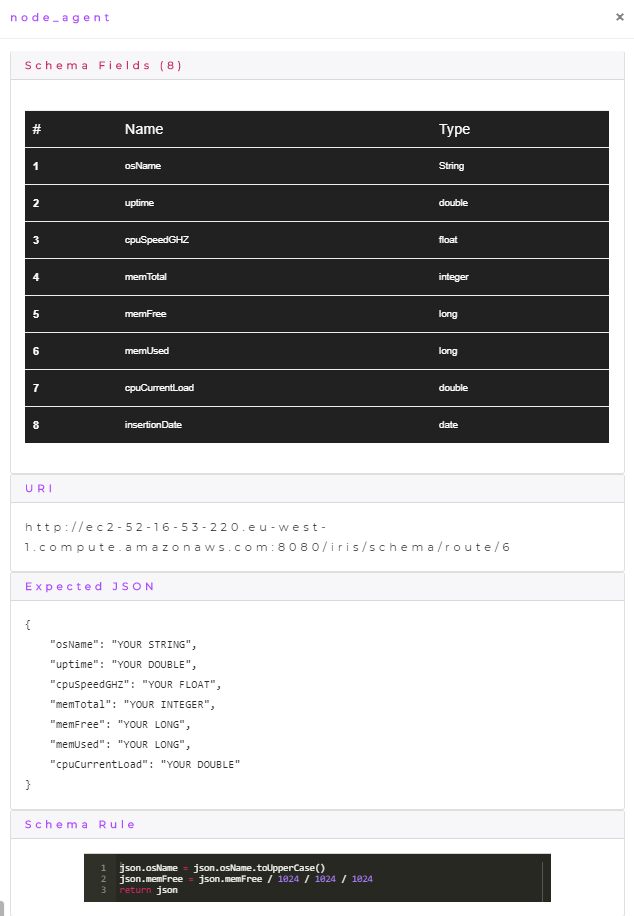 node_agent ×
Schema Fields (8)
# Name Type
1 osName String
2 uptime double
3 cpuSpeedGHZ float
4 memTotal integer
5 memFree long
6 memUsed long
7 cpuCurrentLoad double
8 insertionDate date
URI
http://ec2-52-16-53-220.eu-west-
1.compute.amazonaws.com:8080/iris/schema/route/6
Expected JSON
{
"osName": "YOUR STRING",
"uptime": "YOUR DOUBLE",
"cpuSpeedGHZ": "YOUR FLOAT",
"memTotal": "YOUR INTEGER",
"memFree": "YOUR LONG",
"memUsed": "YOUR LONG",
"cpuCurrentLoad": "YOUR DOUBLE"
}
Schema Rule
1 json.osName = json.osName.toUpperCase()
2 json.memFree = json.memFree / 1024 / 1024 / 1024
3 return json